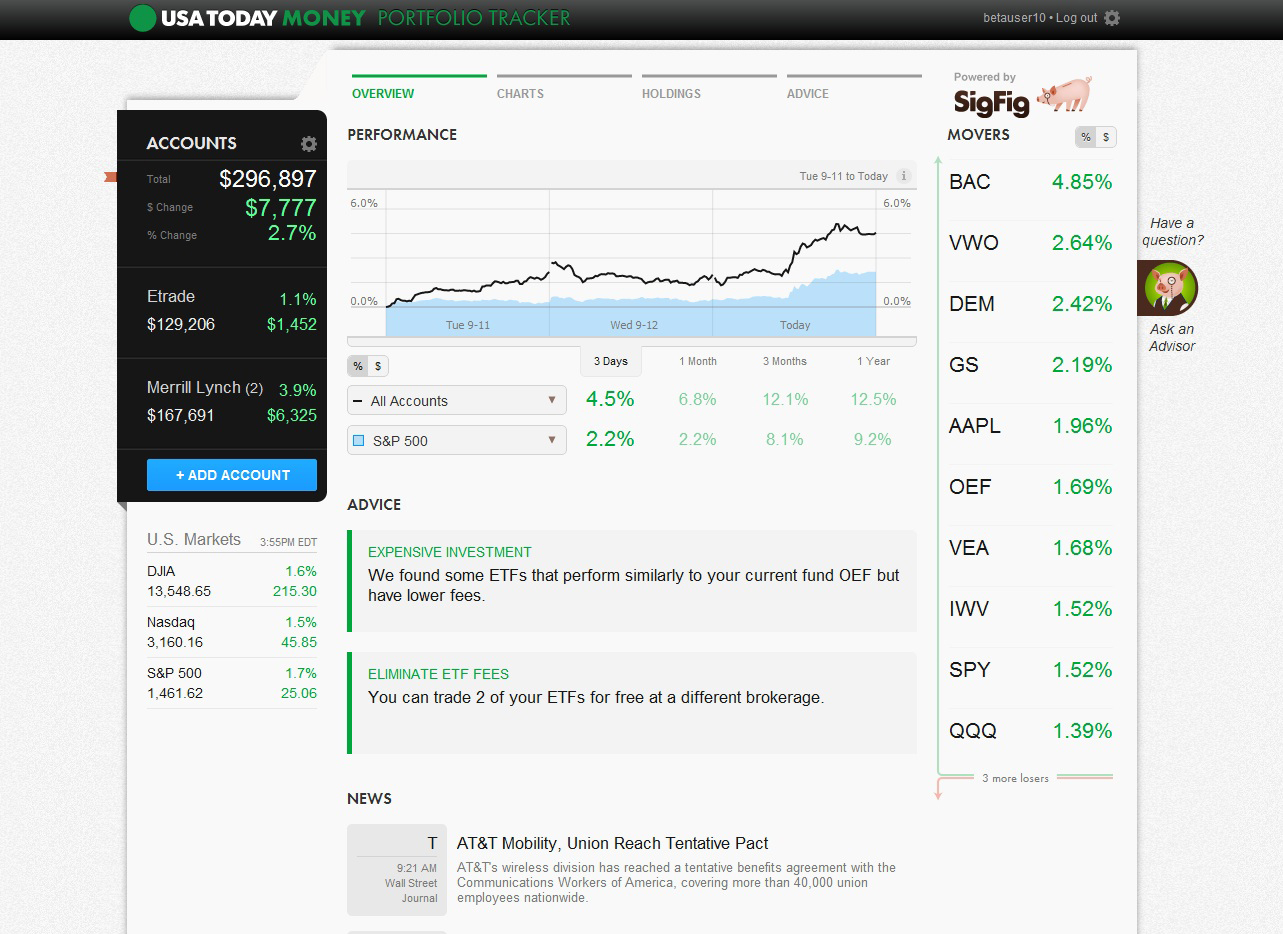 USA TODAY MONEY PORTFOLIO TRACKER
betauser10 • Log out
ACCOUNTS
Total $296,897
$ Change $7,777
% Change 2.7%
Etrade 1.1%
$129,206 $1,452
Merrill Lynch (2) 3.9%
$167,691 $6,325
+ ADD ACCOUNT
U.S. Markets 3:55PM EDT
DJIA 1.6%
13,548.65 215.30
Nasdaq 1.5%
3,160.16 45.85
S&P 500 1.7%
1,461.62 25.06
OVERVIEW CHARTS HOLDINGS ADVICE
PERFORMANCE
Tue 9-11 to Today i
6.0% 6.0%
0.0% 0.0%
Tue 9-11 Wed 9-12 Today
% $ 3 Days 1 Month 3 Months 1 Year
All Accounts 4.5% 6.8% 12.1% 12.5%
S&P 500 2.2% 2.2% 8.1% 9.2%
ADVICE
EXPENSIVE INVESTMENT
We found some ETFs that perform similarly to your current fund OEF but
have lower fees.
ELIMINATE ETF FEES
You can trade 2 of your ETFs for free at a different brokerage.
NEWS
T
9:21 AM
Wall Street
Journal
AT&T Mobility, Union Reach Tentative Pact
AT&T's wireless division has reached a tentative benefits agreement with the
Communications Workers of America, covering more than 40,000 union
employees nationwide.
Powered by
SigFig
MOVERS % $
BAC 4.85%
VWO 2.64%
DEM 2.42%
GS 2.19%
AAPL 1.96%
OEF 1.69%
VEA 1.68%
IWV 1.52%
SPY 1.52%
QQQ 1.39%
3 more losers
Have a
question?
Ask an
Advisor